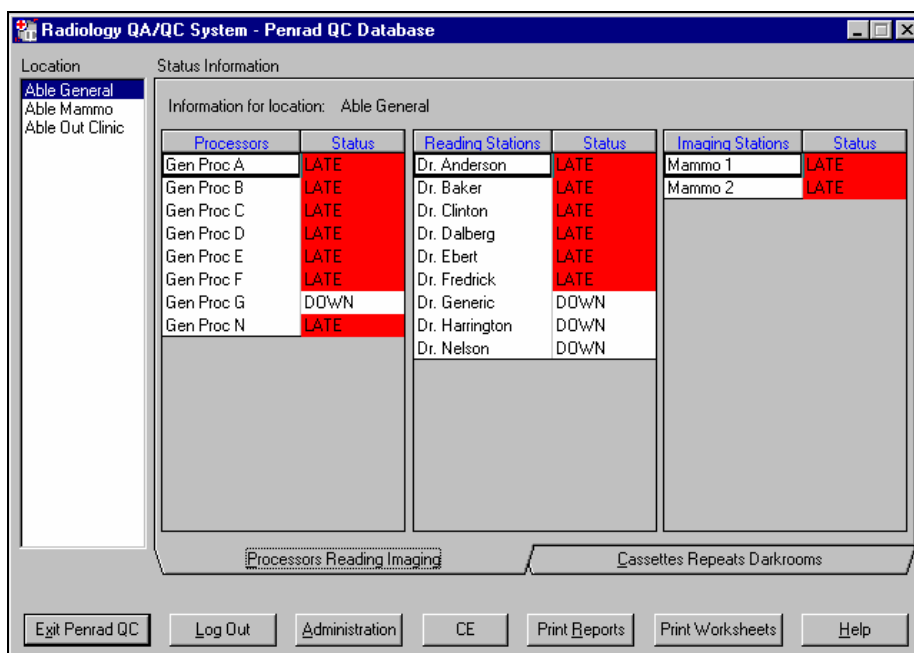 Radiology QA/QC System - Penrad QC Database
Location
Status Information
Able General
Able Mammo
Able Out Clinic
Information for location: Able General
Processors Status Reading Stations Status Imaging Stations Status
Gen Proc A LATE Dr. Anderson LATE Mammo 1 LATE
Gen Proc B LATE Dr. Baker LATE Mammo 2 LATE
Gen Proc C LATE Dr. Clinton LATE
Gen Proc D LATE Dr. Dalberg LATE
Gen Proc E LATE Dr. Ebert LATE
Gen Proc F LATE Dr. Fredrick LATE
Gen Proc G DOWN Dr. Generic DOWN
Gen Proc N LATE Dr. Harrington DOWN
Dr. Nelson DOWN
Processors Reading Imaging Cassettes Repeats Darkrooms
Exit Penrad QC Log Out Administration CE Print Reports Print Worksheets Help